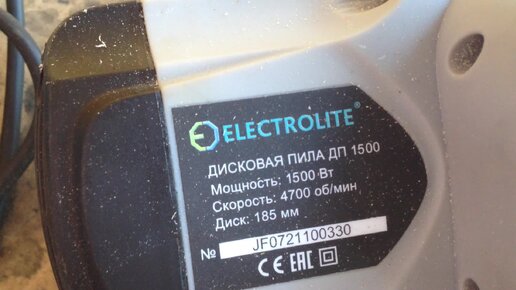 ELECTROLITE®
ДИСКОВАЯ ПИЛА ДП 1500
Мощность: 1500 Вт
Скорость: 4700 об/мин
Диск: 185 мм
№ JF0721100330
CE EAC